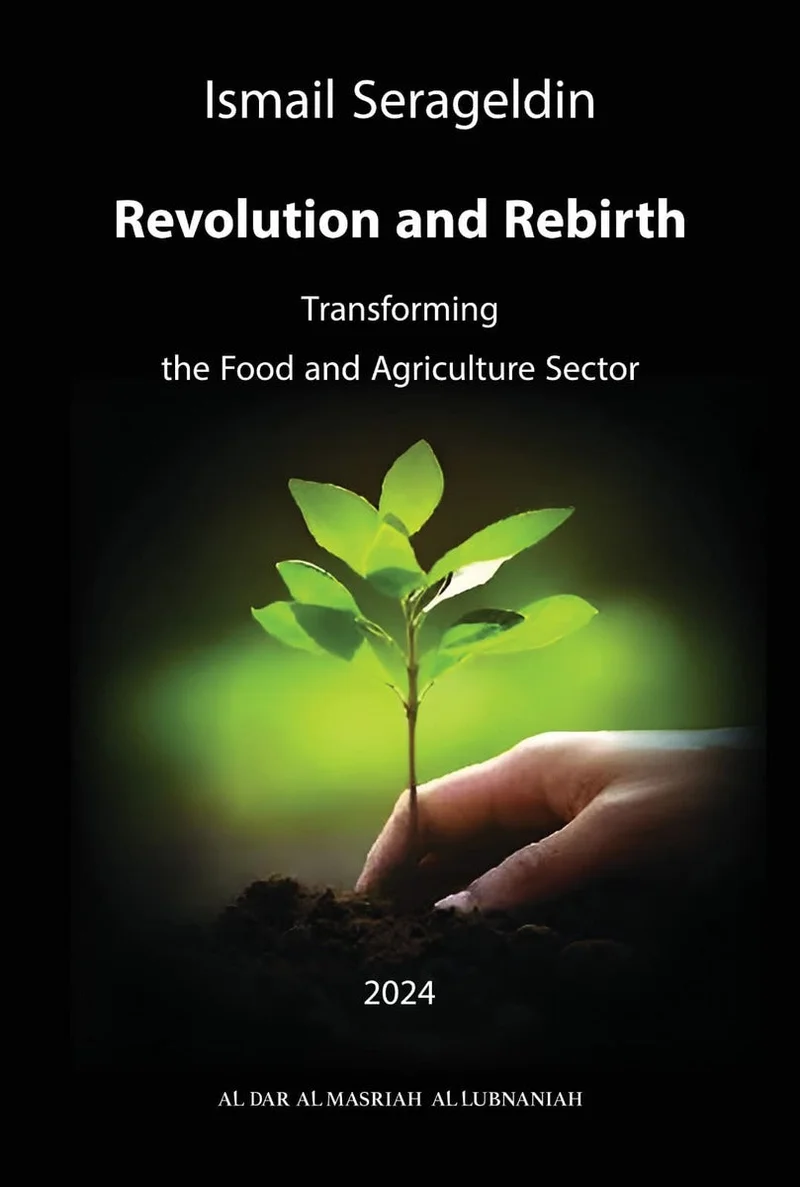 Ismail Serageldin
Revolution and Rebirth
Transforming
the Food and Agriculture Sector
2024
AL DAR AL MASRIAH AL LUBNANIAH